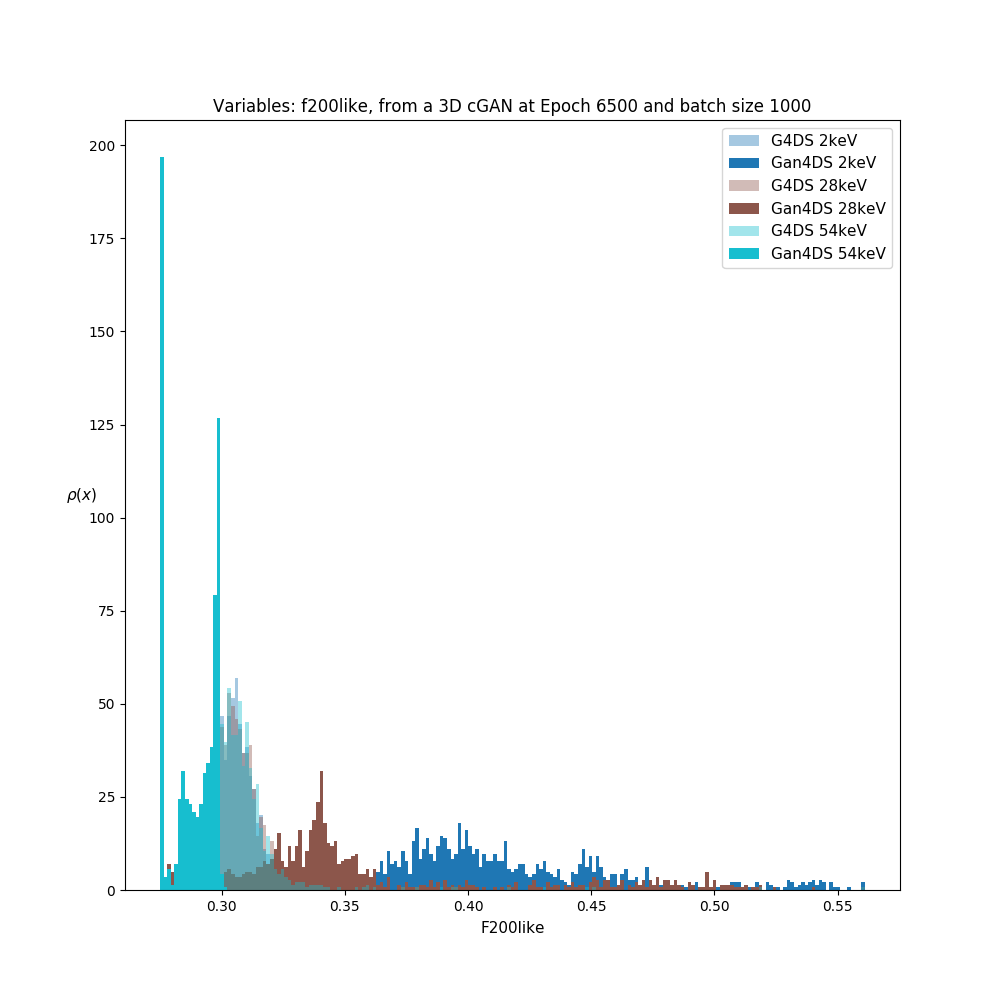 Variables: f200like, from a 3D cGAN at Epoch 6500 and batch size 1000
G4DS 2keV
Gan4DS 2keV
G4DS 28keV
Gan4DS 28keV
G4DS 54keV
Gan4DS 54keV
200
175
150
125
100
75
50
25
0
ρ(x)
0.30 0.35 0.40 0.45 0.50 0.55
F200like